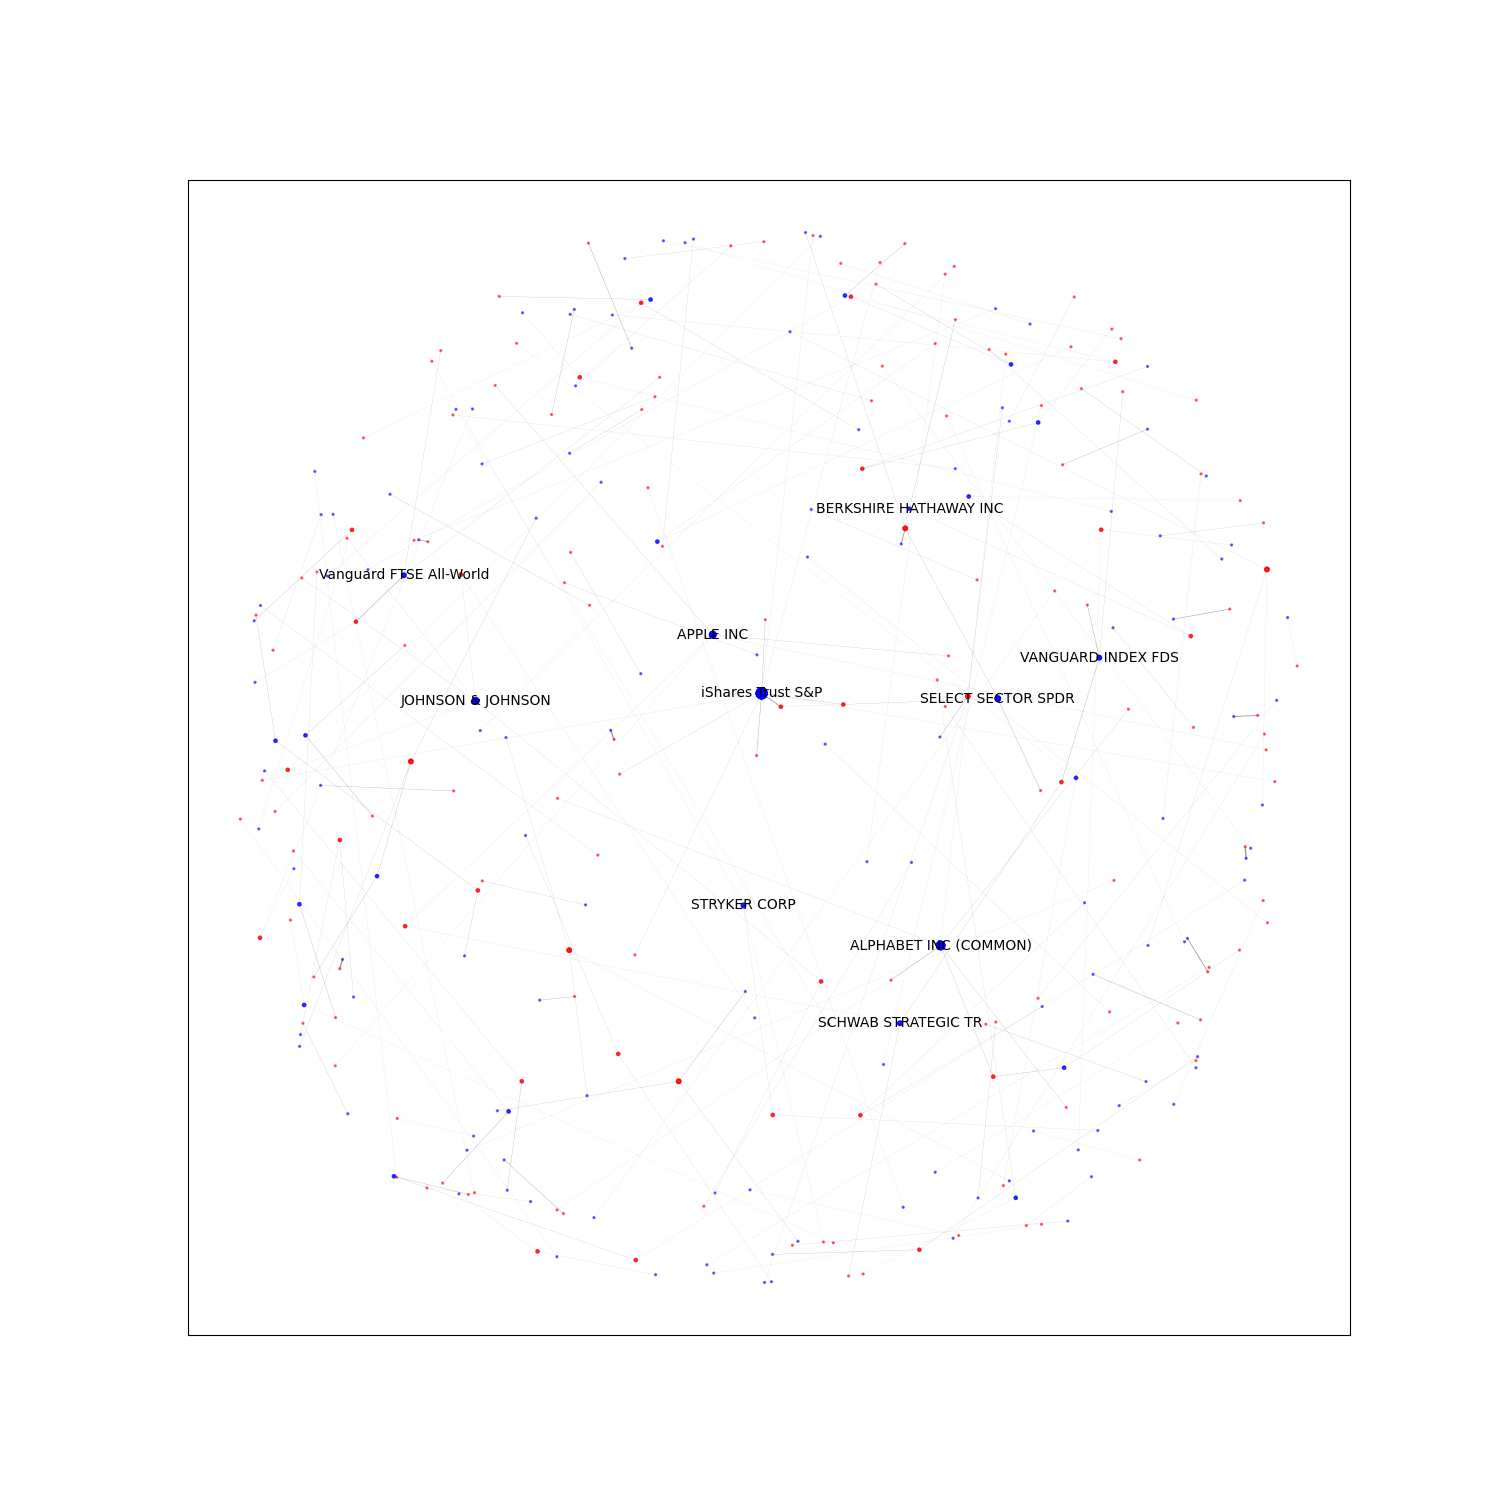 BERKSHIRE HATHAWAY INC
Vanguard FTSE All-World
APPLE INC
VANGUARD INDEX FDS
iShares Trust S&P
SELECT SECTOR SPDR
JOHNSON & JOHNSON
STRYKER CORP
ALPHABET INC (COMMON)
SCHWAB STRATEGIC TR